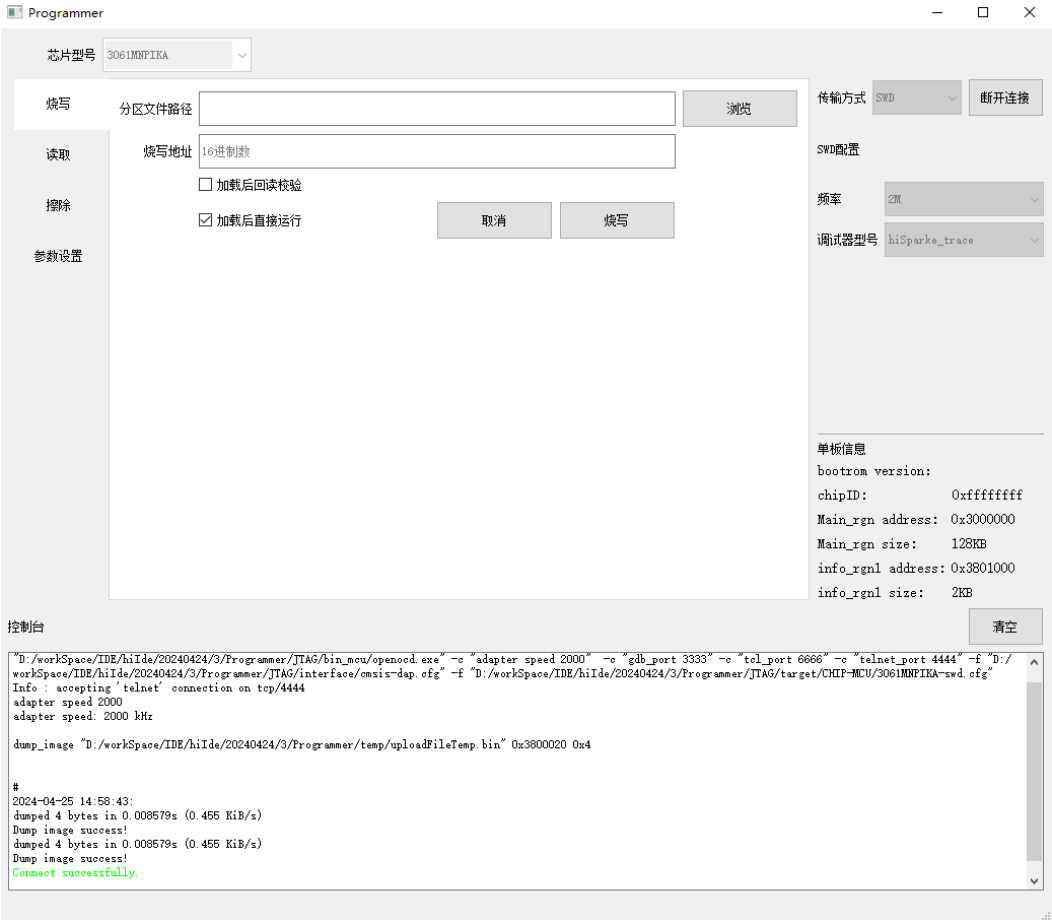 Programmer
芯片型号 3061MNPIKA
烧写
读取
擦除
参数设置
分区文件路径 浏览
烧写地址 16进制数
加载后回读校验
加载后直接运行 取消 烧写
传输方式 SWD 断开连接
SWD配置
频率 2M
调试器型号 hiSparke_trace
单板信息
bootrom version:
chipID: 0xffffffff
Main_rgn address: 0x3000000
Main_rgn size: 128KB
info_rgn1 address: 0x3801000
info_rgn1 size: 2KB
控制台 清空
"D:/workSpace/IDE/hiIde/20240424/3/Programmer/JTAG/bin_mcu/openocd.exe" -c "adapter speed 2000" -c "gdb_port 3333" -c "tcl_port 6666" -c "telnet_port 4444" -f "D:/
workSpace/IDE/hiIde/20240424/3/Programmer/JTAG/interface/cmsis-dap.cfg" -f "D:/workSpace/IDE/hiIde/20240424/3/Programmer/JTAG/target/CHIP-MCU/3061MNPIKA-swd.cfg"
Info : accepting 'telnet' connection on tcp/4444
adapter speed 2000
adapter speed: 2000 kHz
dump_image "D:/workSpace/IDE/hiIde/20240424/3/Programmer/temp/uploadFileTemp.bin" 0x3800020 0x4
#
2024-04-25 14:58:43:
dumped 4 bytes in 0.008579s (0.455 KiB/s)
Dump image success!
dumped 4 bytes in 0.008579s (0.455 KiB/s)
Dump image success!
Connect successfully.